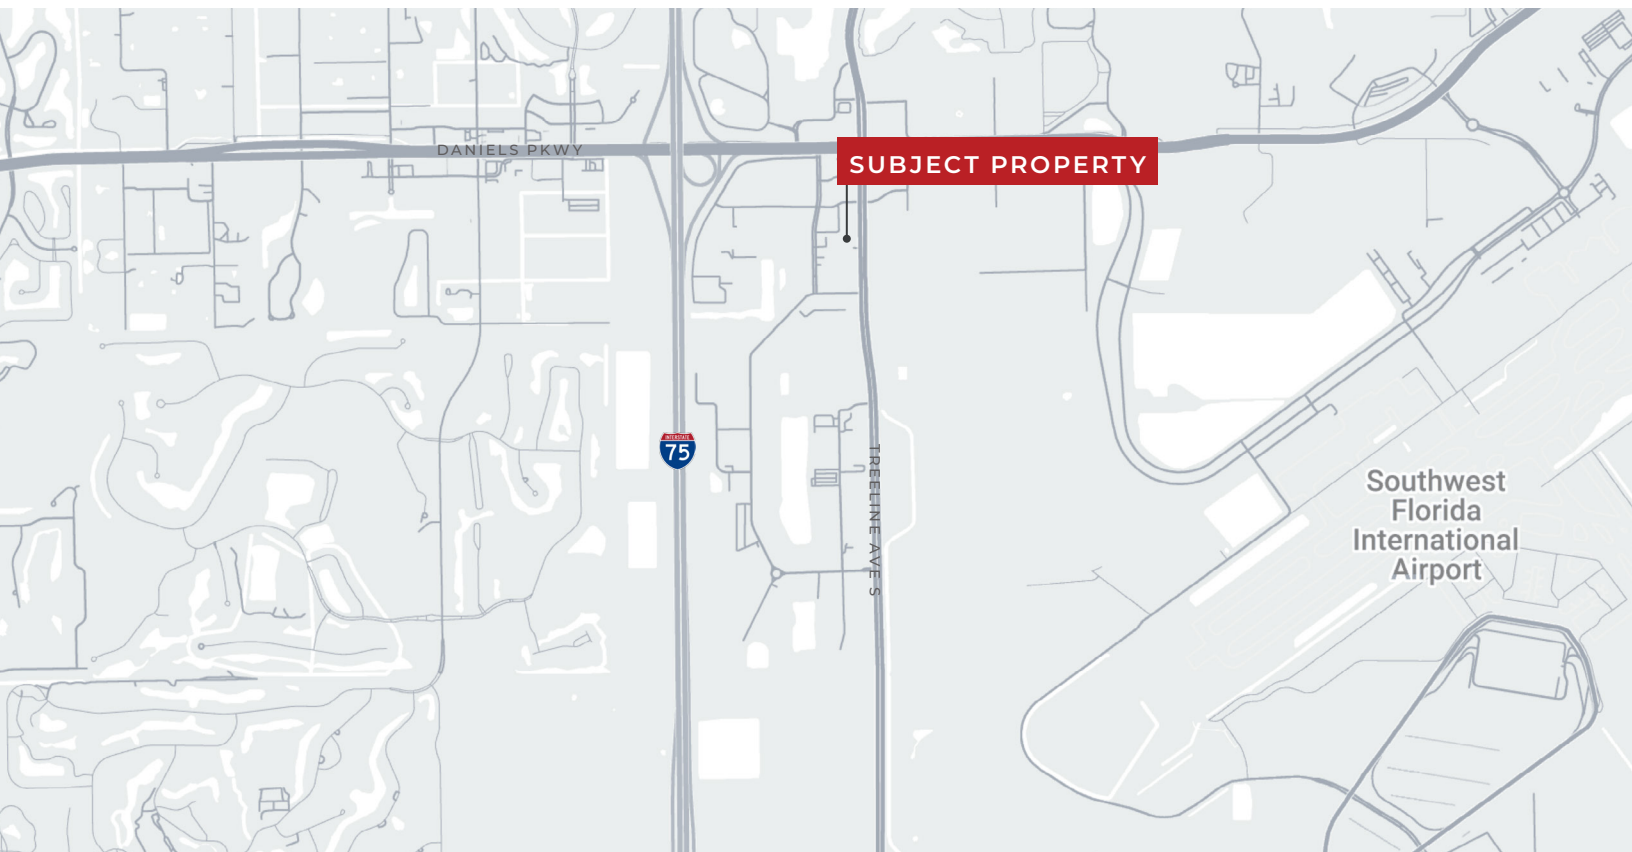 DANIELS PKWY
SUBJECT PROPERTY
INTERSTATE
75
TREELINE AVE S
Southwest
Florida
International
Airport